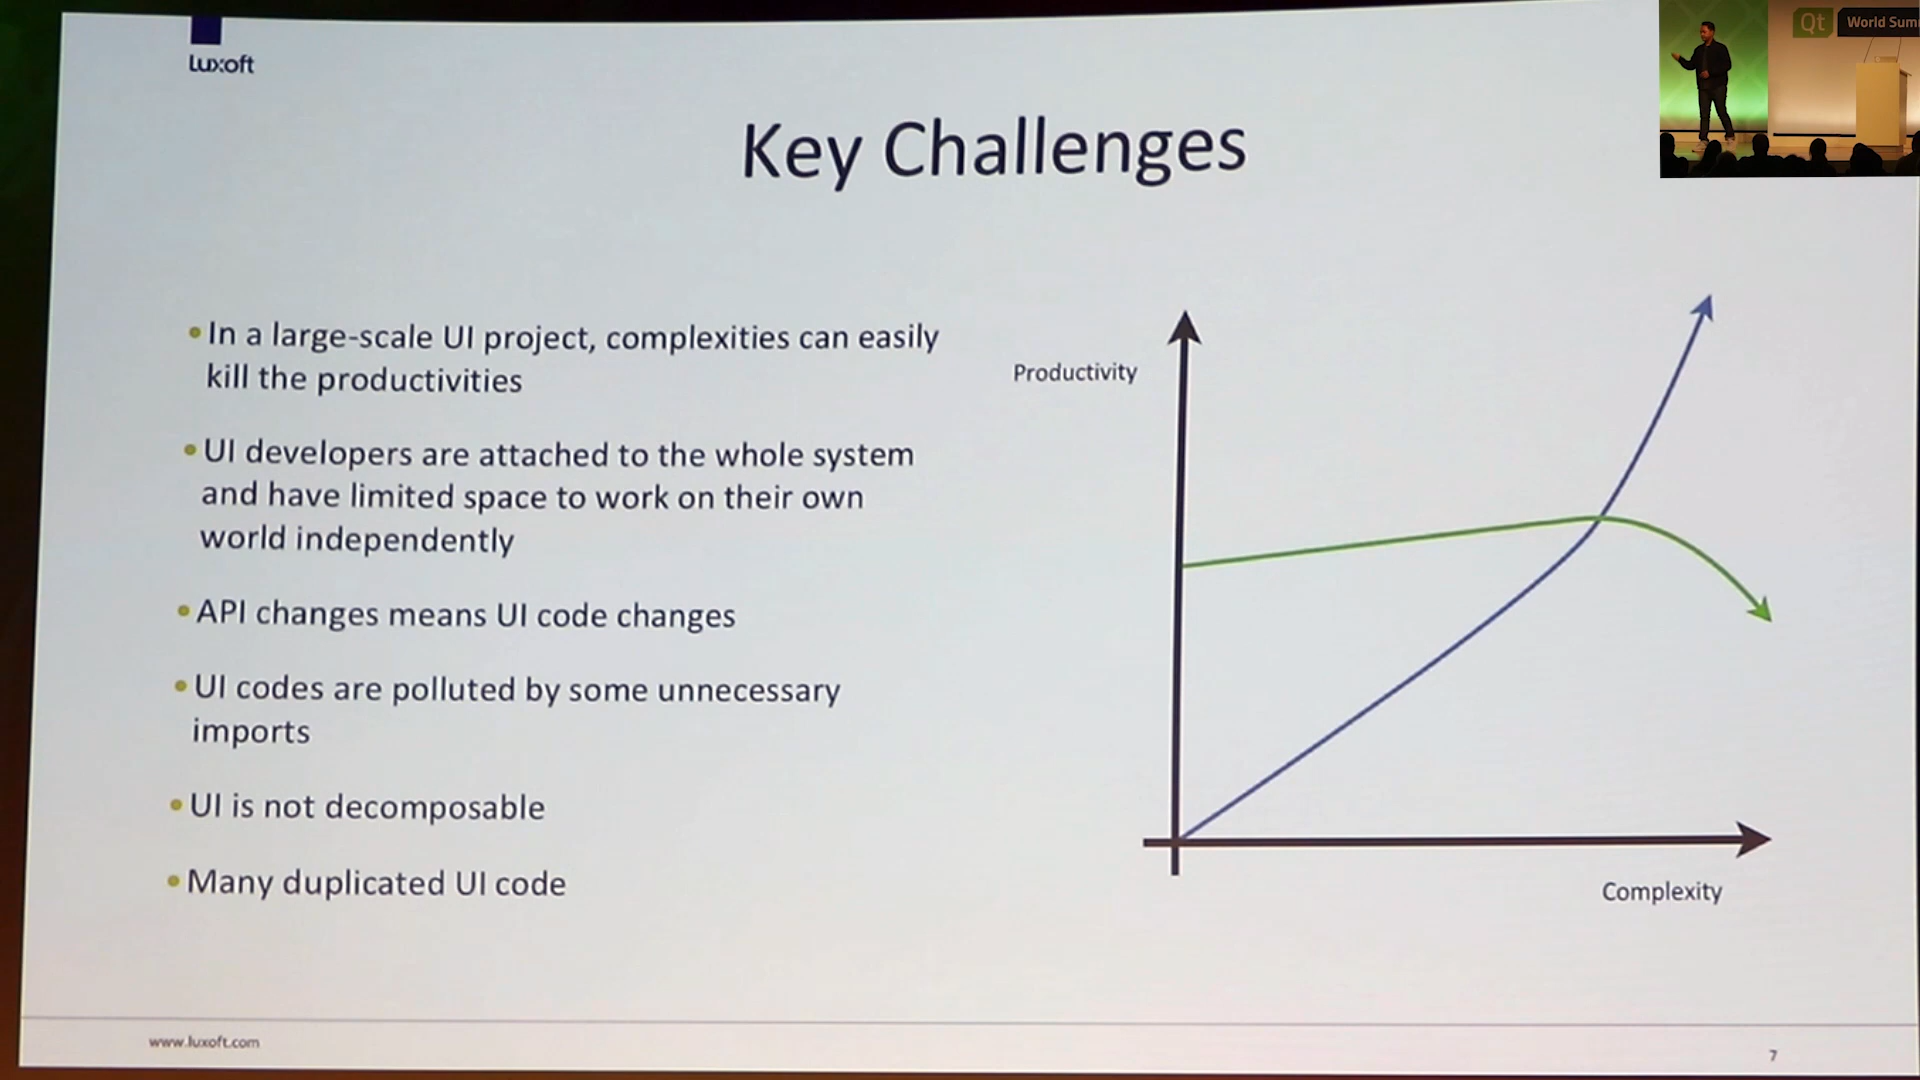 Luxoft
Qt World Sum
Key Challenges
In a large-scale UI project, complexities can easily
kill the productivities
UI developers are attached to the whole system
and have limited space to work on their own
world independently
API changes means UI code changes
UI codes are polluted by some unnecessary
imports
UI is not decomposable
Many duplicated UI code
Productivity
Complexity
www.luxoft.com
7